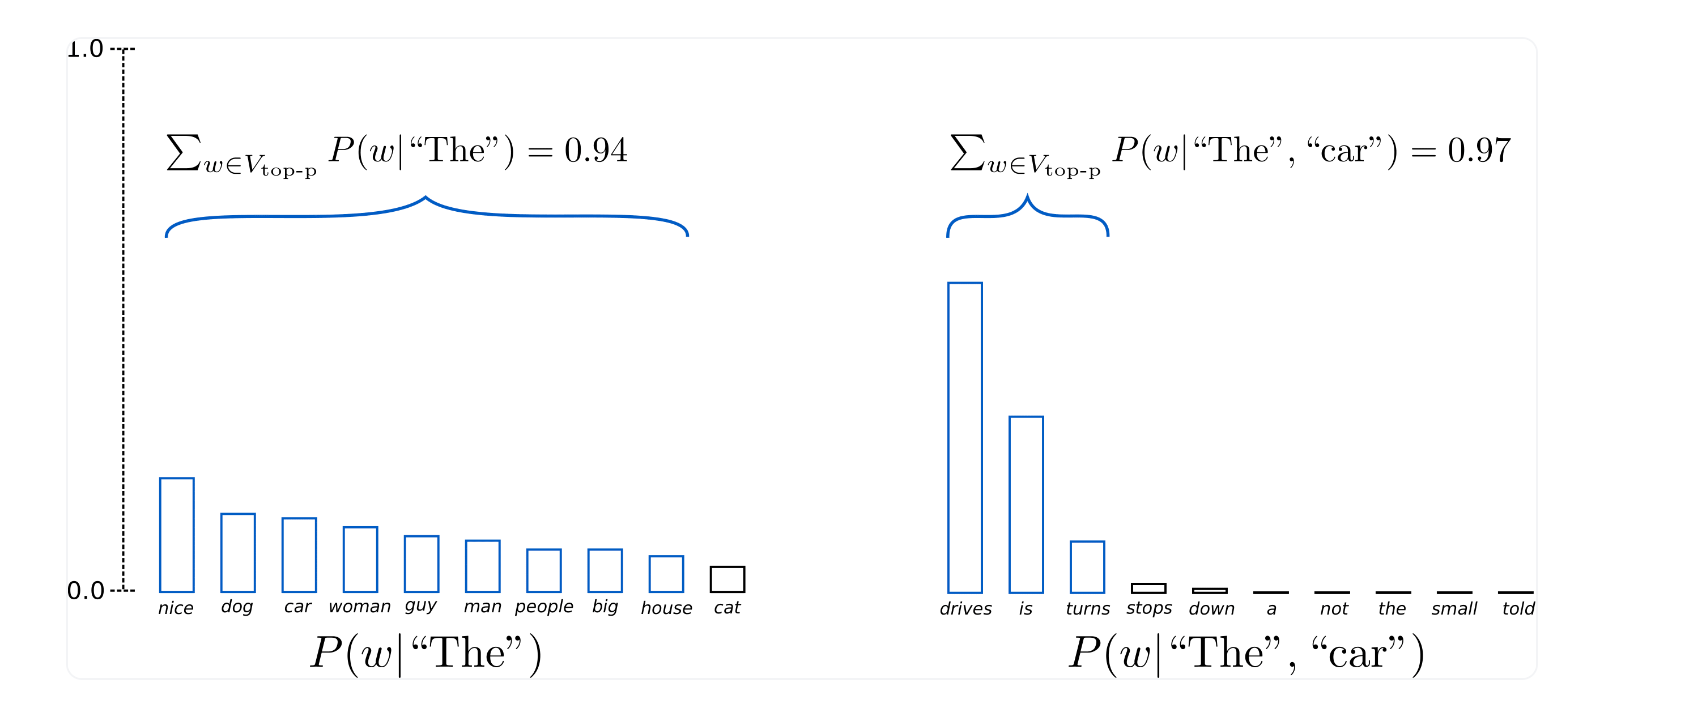 1.0
∑w∈Vtop-p P(w|“The”) = 0.94
∑w∈Vtop-p P(w|“The”, “car”) = 0.97
0.0
nice dog car woman guy man people big house cat
drives is turns stops down a not the small told
P(w|“The”)
P(w|“The”, “car”)